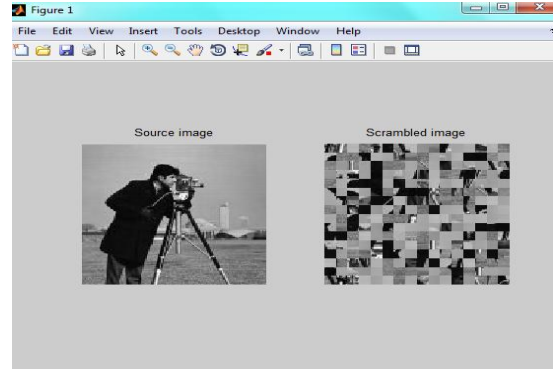 Figure 1
File Edit View Insert Tools Desktop Window Help
Source image
Scrambled image